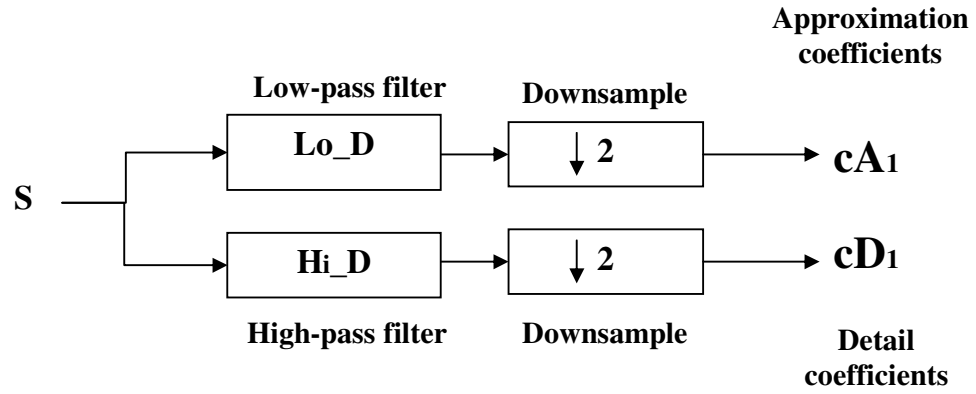 Approximation
coefficients
Low-pass filter
Downsample
Lo_D
↓ 2
cA1
S
Hi_D
↓ 2
cD1
High-pass filter
Downsample
Detail
coefficients